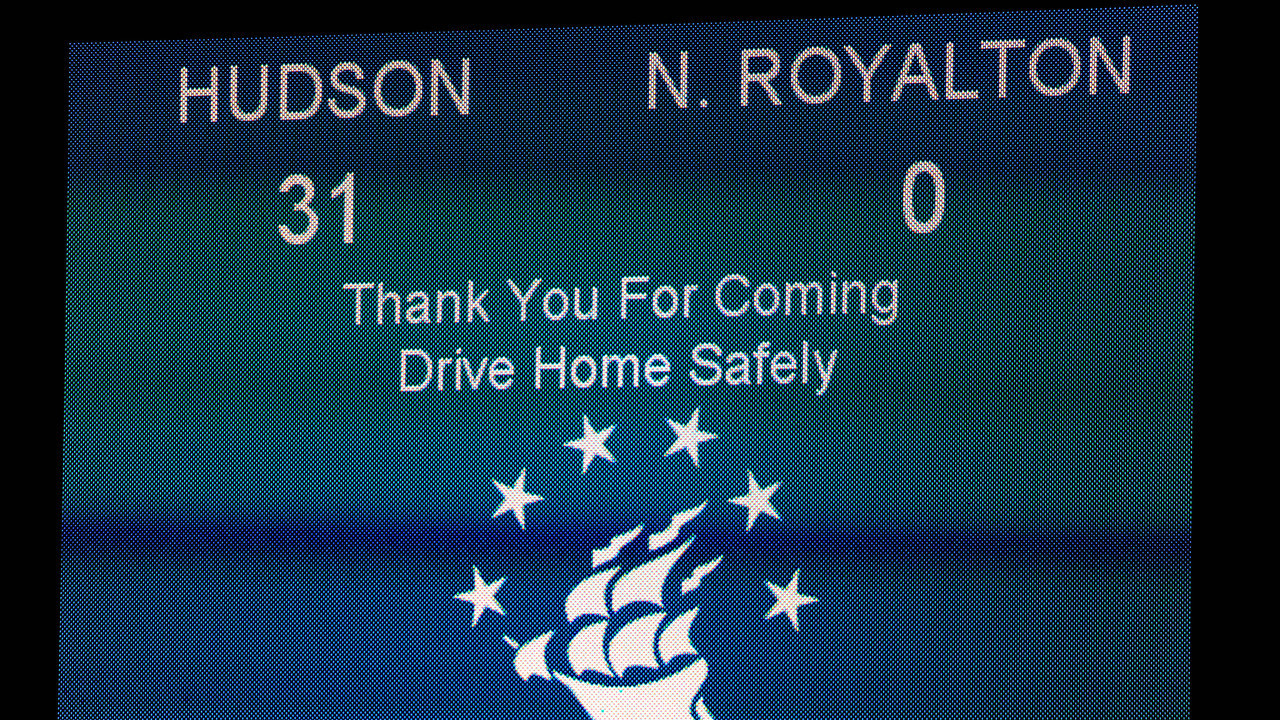 HUDSON N. ROYALTON
31 0
Thank You For Coming
Drive Home Safely